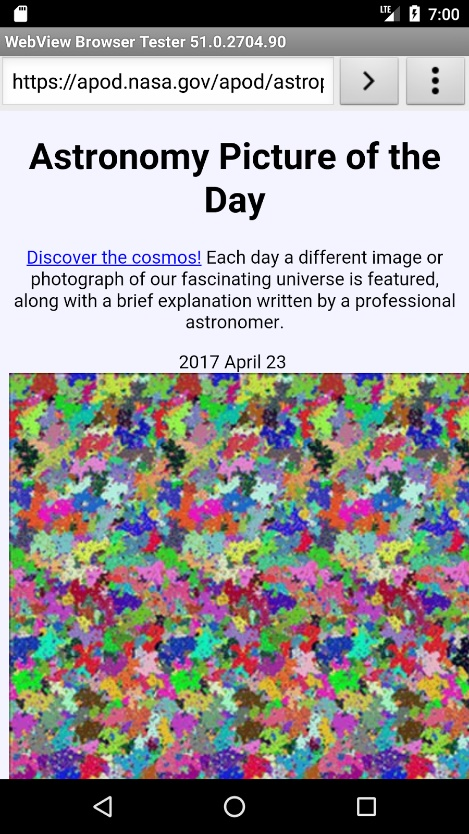 LTE 7:00
WebView Browser Tester 51.0.2704.90
https://apod.nasa.gov/apod/astrop
Astronomy Picture of the
Day
Discover the cosmos! Each day a different image or
photograph of our fascinating universe is featured,
along with a brief explanation written by a professional
astronomer.
2017 April 23